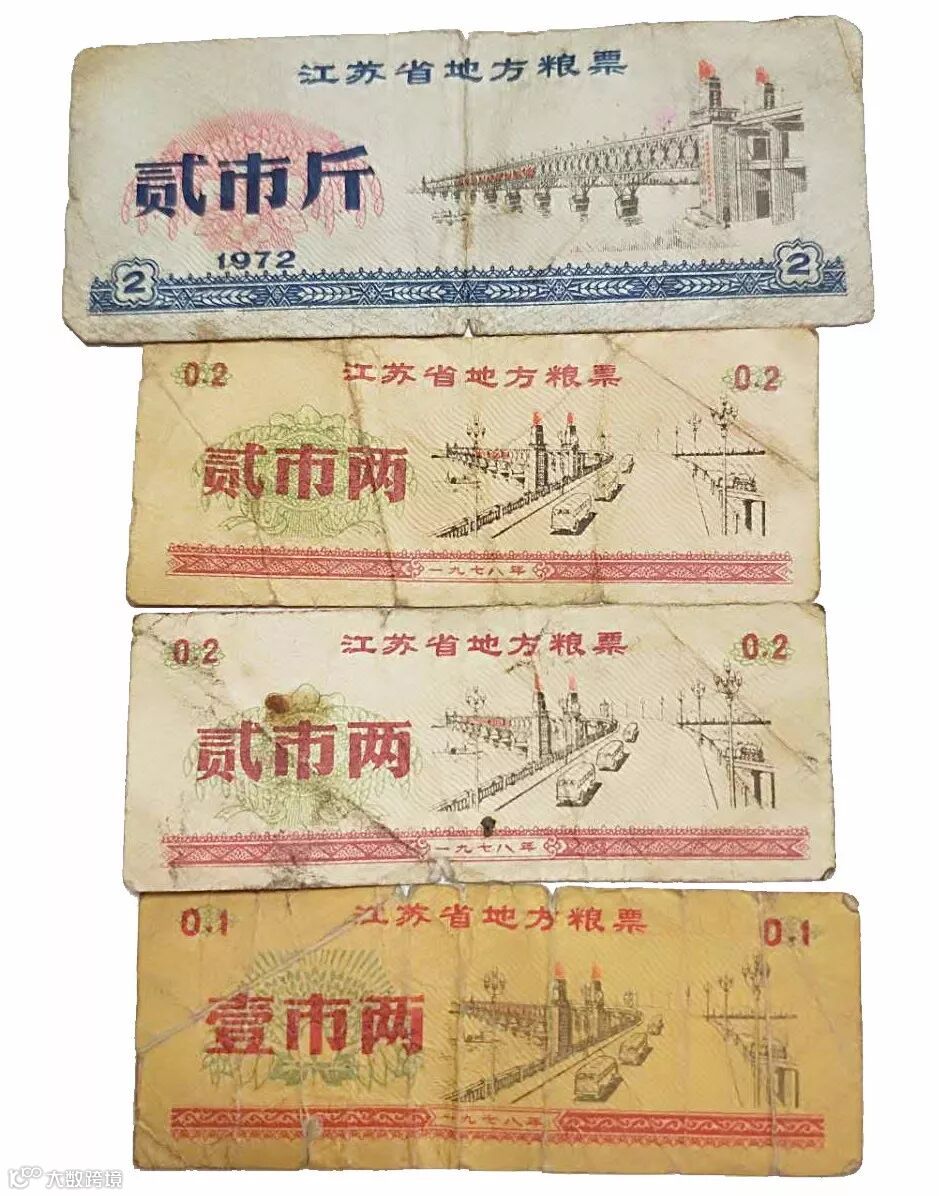 江苏省地方粮票
贰市斤
1972
2 2
0.2 江苏省地方粮票 0.2
贰市两
一九七八年
0.2 江苏省地方粮票 0.2
贰市两
一九七八年
0.1 江苏省地方粮票 0.1
壹市两
一九七八年
大数跨境